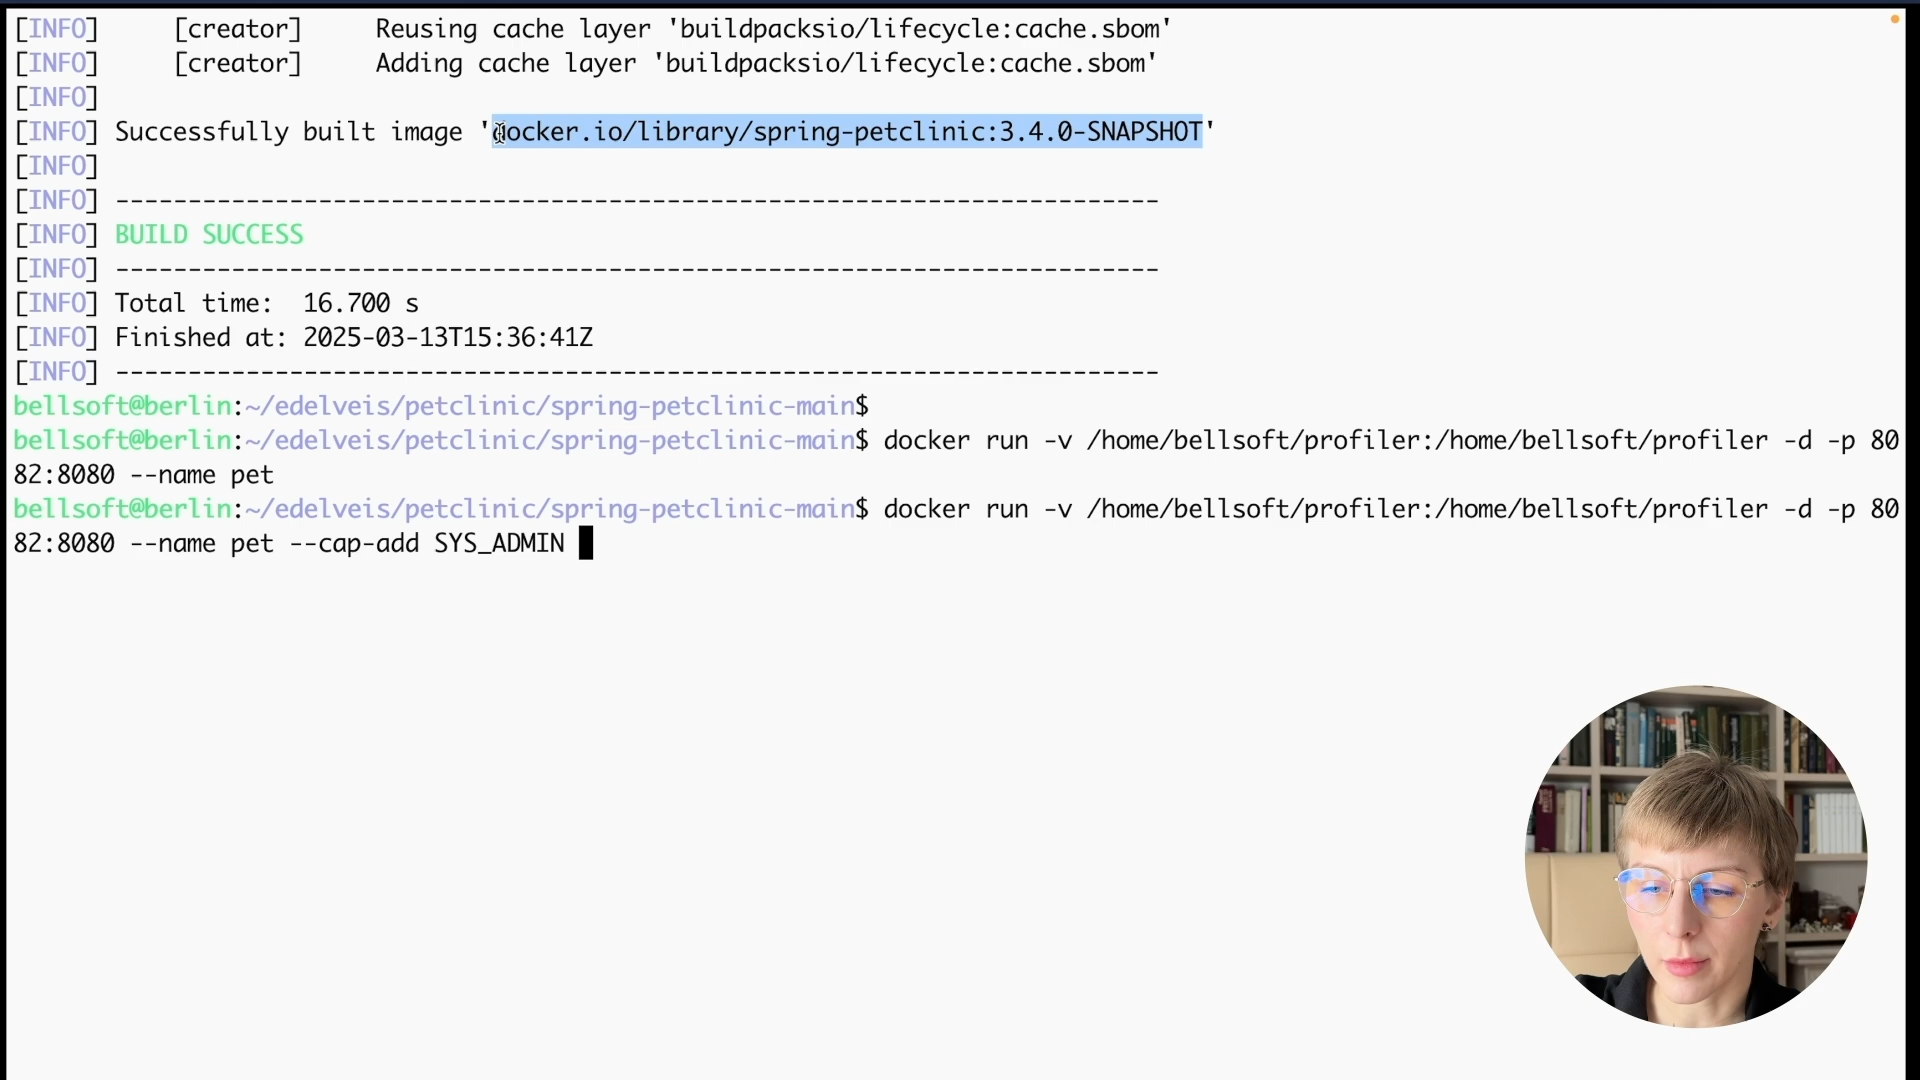 [INFO]     [creator]     Reusing cache layer 'buildpacksio/lifecycle:cache.sbom'
[INFO]     [creator]     Adding cache layer 'buildpacksio/lifecycle:cache.sbom'
[INFO]
[INFO] Successfully built image 'docker.io/library/spring-petclinic:3.4.0-SNAPSHOT'
[INFO]
[INFO] ------------------------------------------------------------------------
[INFO] BUILD SUCCESS
[INFO] ------------------------------------------------------------------------
[INFO] Total time:  16.700 s
[INFO] Finished at: 2025-03-13T15:36:41Z
[INFO] ------------------------------------------------------------------------
bellsoft@berlin:~/edelveis/petclinic/spring-petclinic-main$
bellsoft@berlin:~/edelveis/petclinic/spring-petclinic-main$ docker run -v /home/bellsoft/profiler:/home/bellsoft/profiler -d -p 80
82:8080 --name pet
bellsoft@berlin:~/edelveis/petclinic/spring-petclinic-main$ docker run -v /home/bellsoft/profiler:/home/bellsoft/profiler -d -p 80
82:8080 --name pet --cap-add SYS_ADMIN